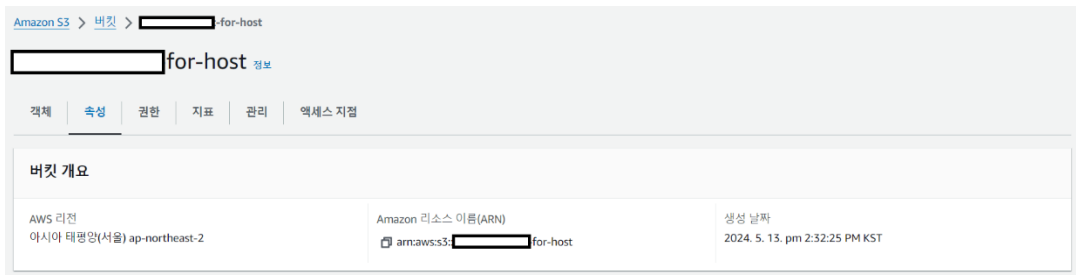 Amazon S3 > 버킷 > -for-host
for-host 정보
객체 속성 권한 지표 관리 액세스 지점
버킷 개요
AWS 리전 Amazon 리소스 이름(ARN) 생성 날짜
아시아 태평양(서울) ap-northeast-2 arn:aws:s3:: for-host 2024. 5. 13. pm 2:32:25 PM KST